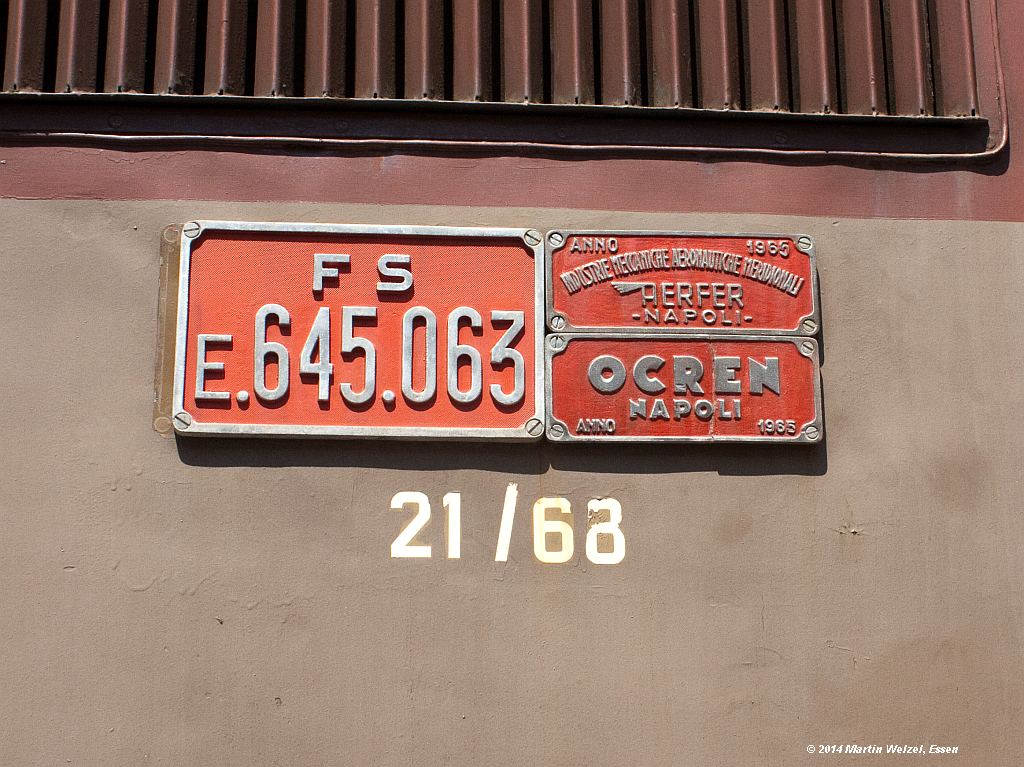 FS
E.645.063
ANNO 1965
INDUSTRIE MECCANICHE AERONAUTICHE MERIDIONALI
AERFER
-NAPOLI-
OCREN
NAPOLI
ANNO 1965
21/68
© 2014 Martin Welzel, Essen